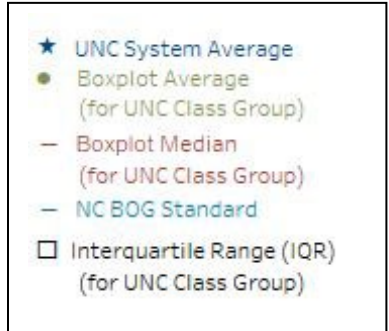 ★ UNC System Average
● Boxplot Average
(for UNC Class Group)
— Boxplot Median
(for UNC Class Group)
— NC BOG Standard
☐ Interquartile Range (IQR)
(for UNC Class Group)